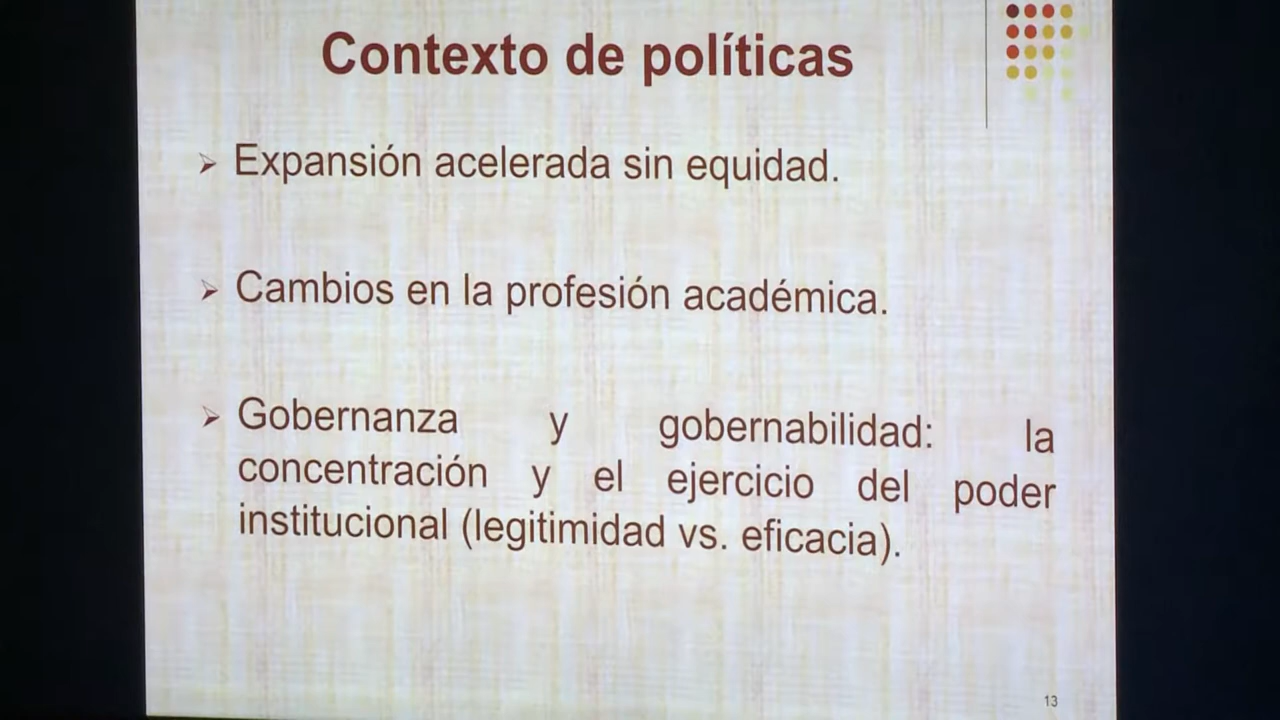 Contexto de políticas
Expansión acelerada sin equidad.
Cambios en la profesión académica.
Gobernanza y gobernabilidad: la
concentración y el ejercicio del poder
institucional (legitimidad vs. eficacia).
13